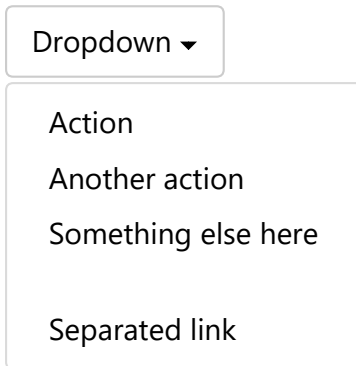 Dropdown
Action
Another action
Something else here
Separated link